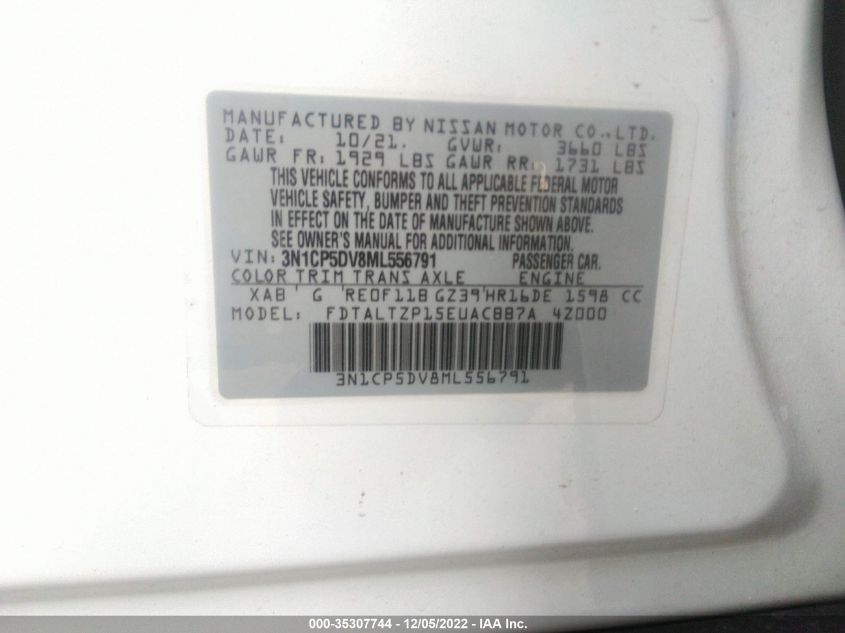 MANUFACTURED BY NISSAN MOTOR CO.,LTD.
DATE: 10/21. GVWR: 3660 LBS
GAWR FR: 1929 LBS GAWR RR: 1731 LBS
THIS VEHICLE CONFORMS TO ALL APPLICABLE FEDERAL MOTOR
VEHICLE SAFETY, BUMPER AND THEFT PREVENTION STANDARDS
IN EFFECT ON THE DATE OF MANUFACTURE SHOWN ABOVE.
SEE OWNER'S MANUAL FOR ADDITIONAL INFORMATION.
VIN: 3N1CP5DV8ML556791 PASSENGER CAR.
COLOR TRIM TRANS AXLE ENGINE
XAB G RE0F11B GZ39 HR16DE 1598 CC
MODEL: FDTALTZP15EUAC887A 4Z000
3N1CP5DV8ML556791
000-35307744 / 12/05/2022 - IAA Inc.